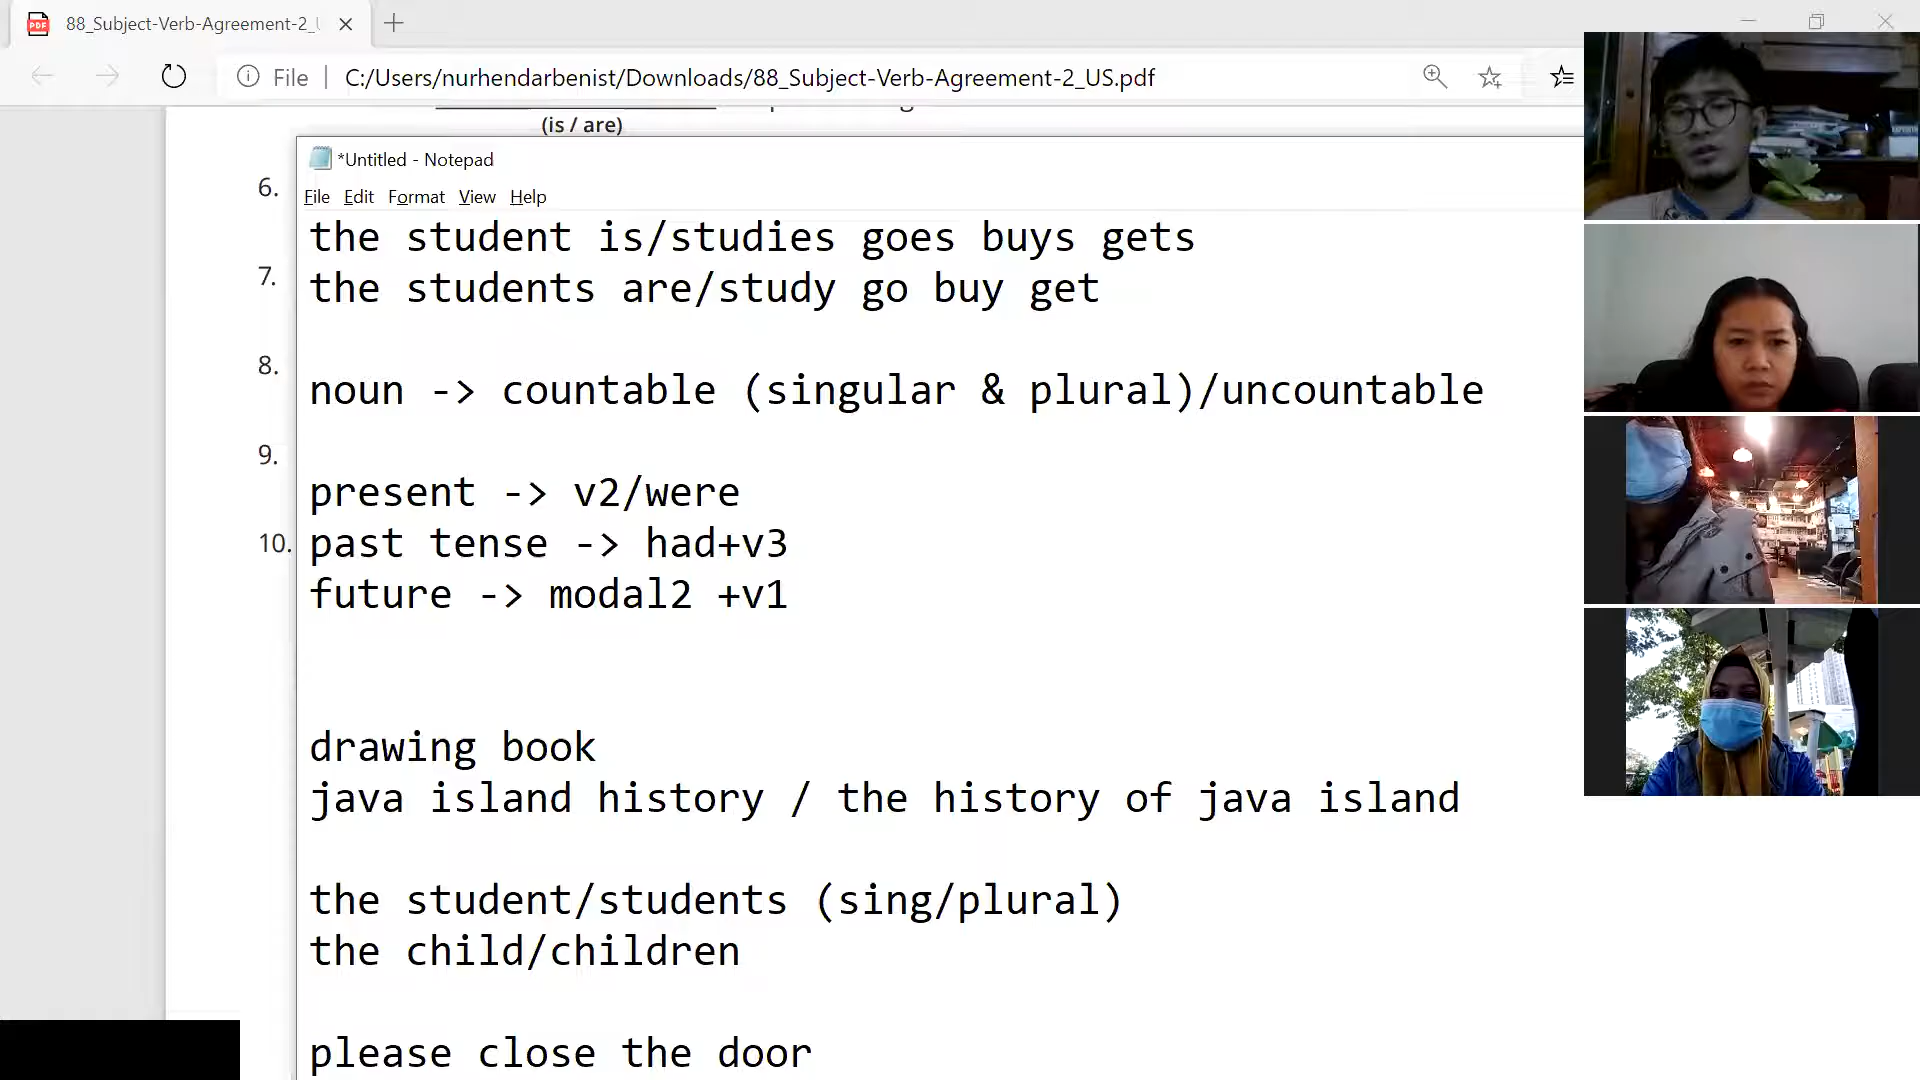 88_Subject-Verb-Agreement-2_
File
C:/Users/nurhendarbenist/Downloads/88_Subject-Verb-Agreement-2_US.pdf
(is / are)
*Untitled - Notepad
File Edit Format View Help
6.
the student is/studies goes buys gets
7.
the students are/study go buy get
8.
noun -> countable (singular & plural)/uncountable
9.
present -> v2/were
10.
past tense -> had+v3
future -> modal2 +v1
drawing book
java island history / the history of java island
the student/students (sing/plural)
the child/children
please close the door